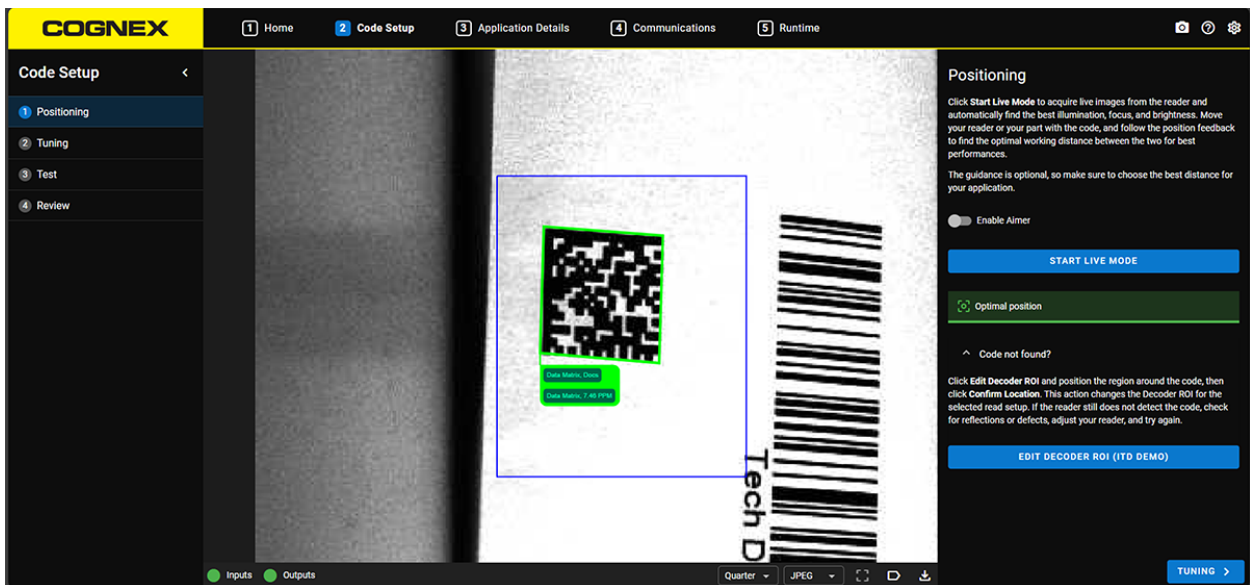 COGNEX
1 Home
2 Code Setup
3 Application Details
4 Communications
5 Runtime
Code Setup
1 Positioning
2 Tuning
3 Test
4 Review
Data Matrix, Docs
Data Matrix, 7.46 PPM
Tech D
Positioning
Click Start Live Mode to acquire live images from the reader and
automatically find the best illumination, focus, and brightness. Move
your reader or your part with the code, and follow the position feedback
to find the optimal working distance between the two for best
performances.
The guidance is optional, so make sure to choose the best distance for
your application.
Enable Aimer
START LIVE MODE
Optimal position
Code not found?
Click Edit Decoder ROI and position the region around the code, then
click Confirm Location. This action changes the Decoder ROI for the
selected read setup. If the reader still does not detect the code, check
for reflections or defects, adjust your reader, and try again.
EDIT DECODER ROI (ITD DEMO)
Inputs
Outputs
Quarter
JPEG
TUNING